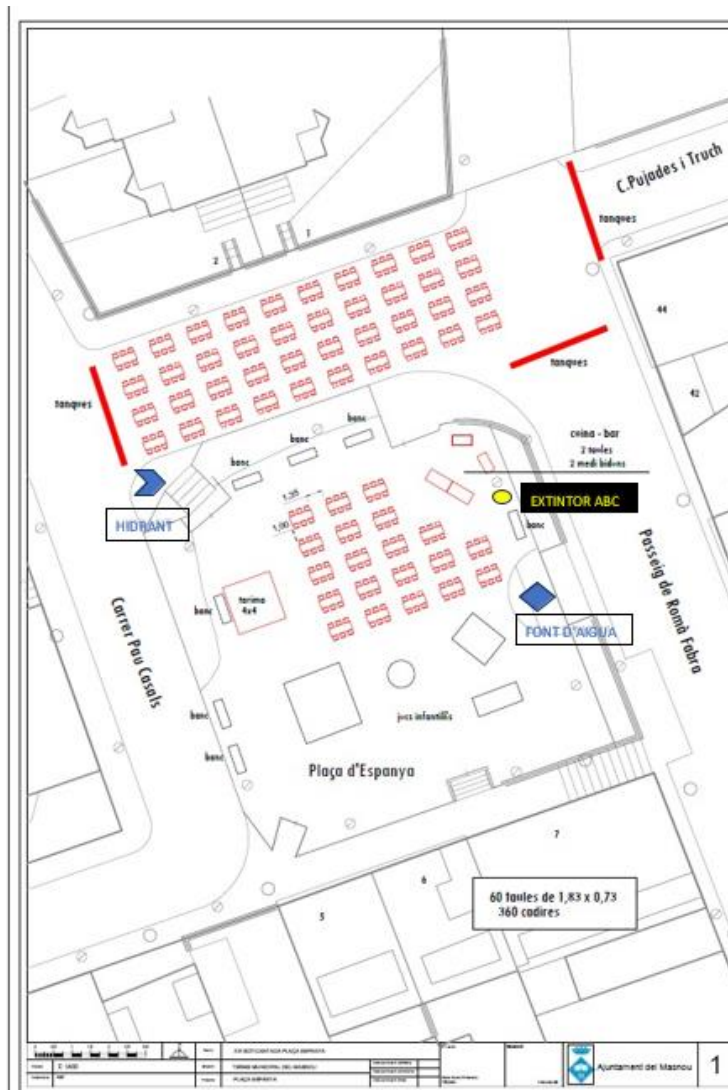 C.Pujades i Truch
tanques
1
2
44
tanques
tanques
42
banc
banc
banc
cuina - bar
2 taules
2 medi bidons
1,35
EXTINTOR ABC
1,00
banc
HIDRANT
tarima
4x4
banc
FONT D'AIGUA
Passeig de Romà Fabra
Carrer Pau Casals
banc
jocs infantils
banc
Plaça d'Espanya
7
6
5
60 taules de 1,83 x 0,73
360 cadires
PLAÇA ESPANYA
Ajuntament del Masnou
1